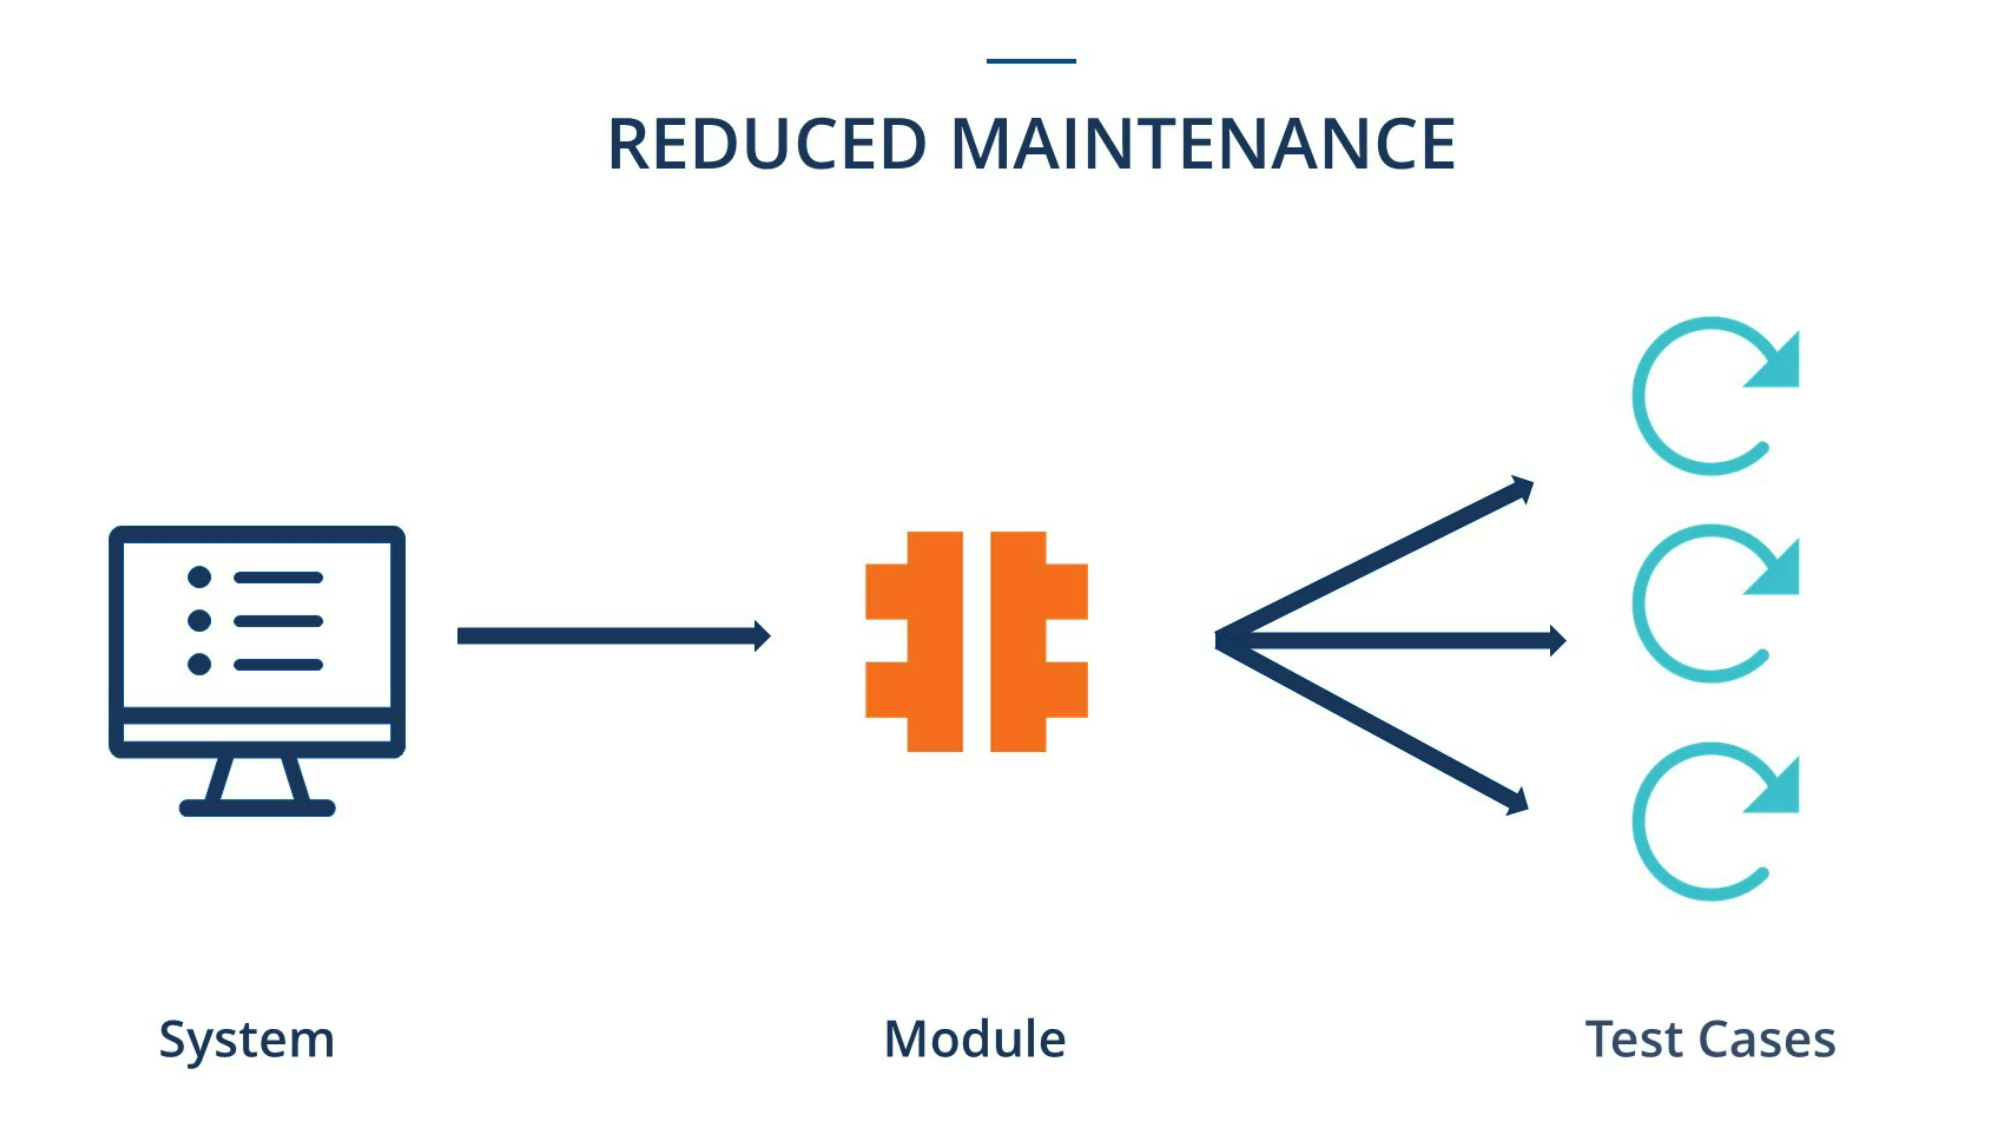 REDUCED MAINTENANCE
System
Module
Test Cases